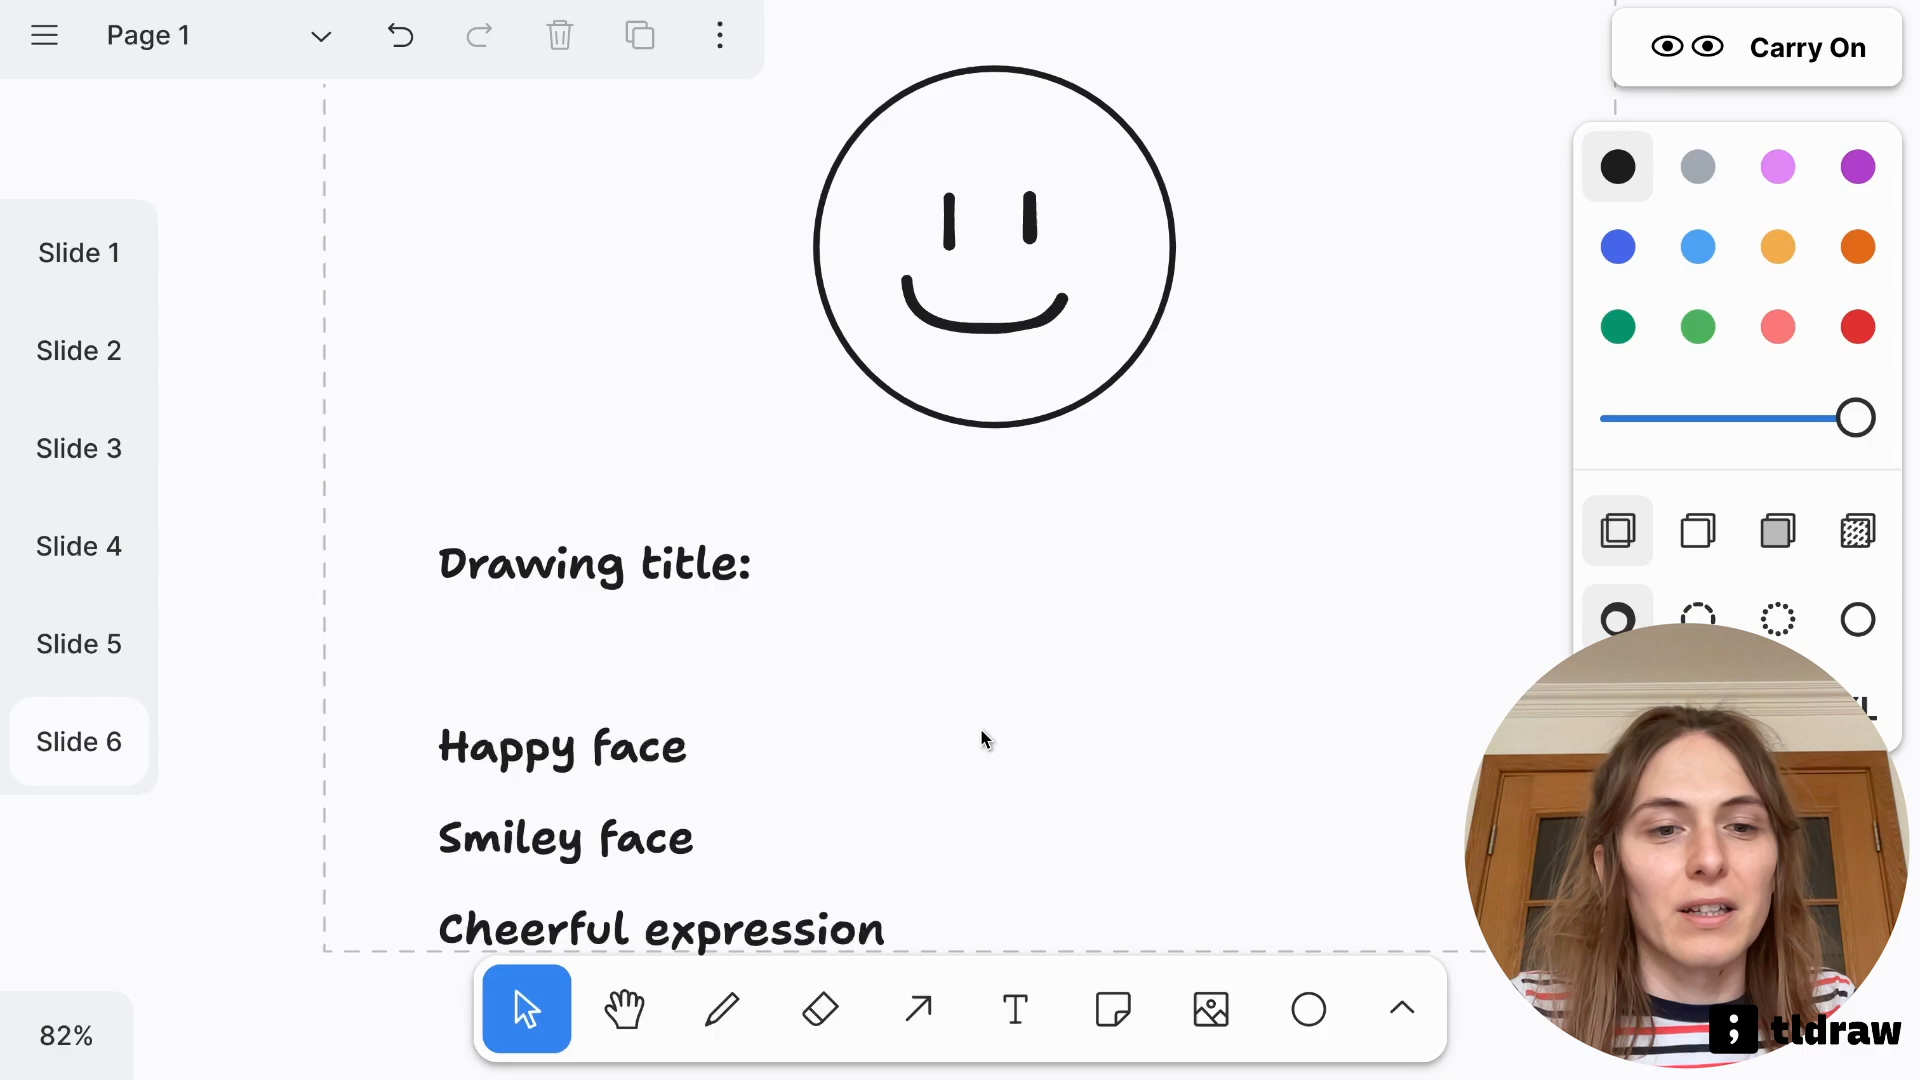 Page 1
Carry On
Slide 1
Slide 2
Slide 3
Slide 4
Slide 5
Slide 6
Drawing title:
Happy face
Smiley face
Cheerful expression
82%
tldraw